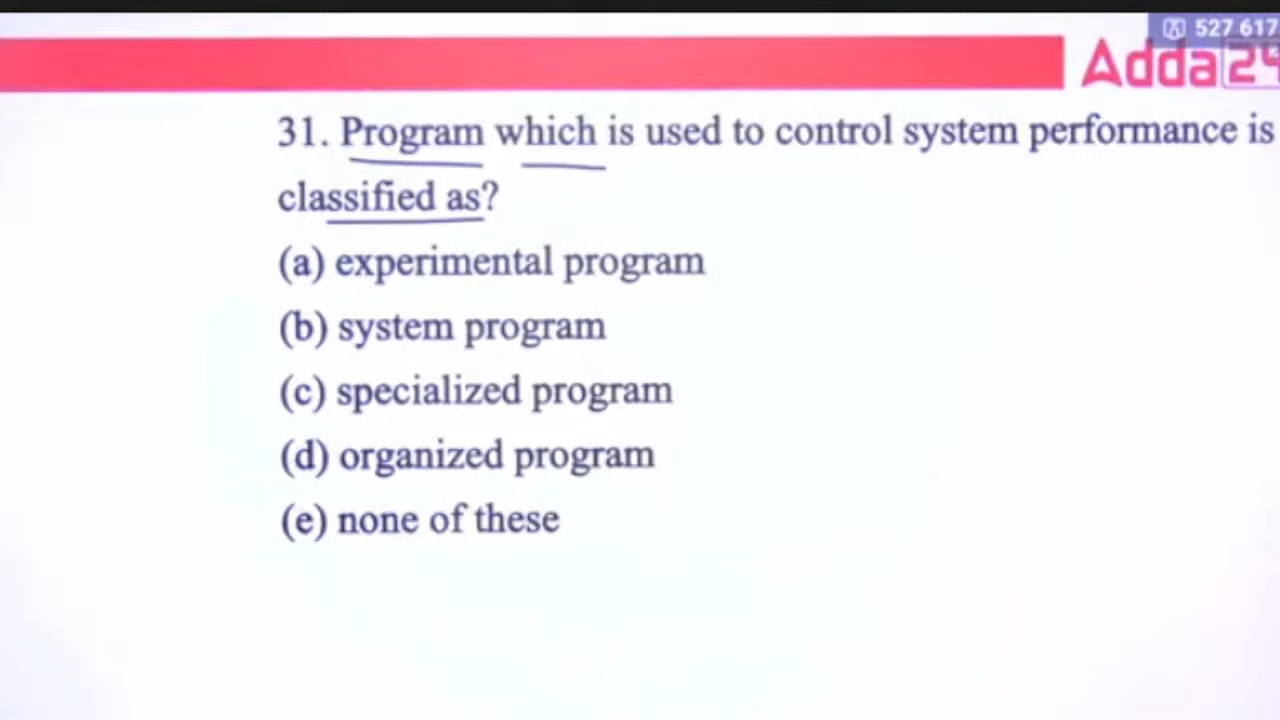 527 617
Adda24
31. Program which is used to control system performance is
classified as?
(a) experimental program
(b) system program
(c) specialized program
(d) organized program
(e) none of these